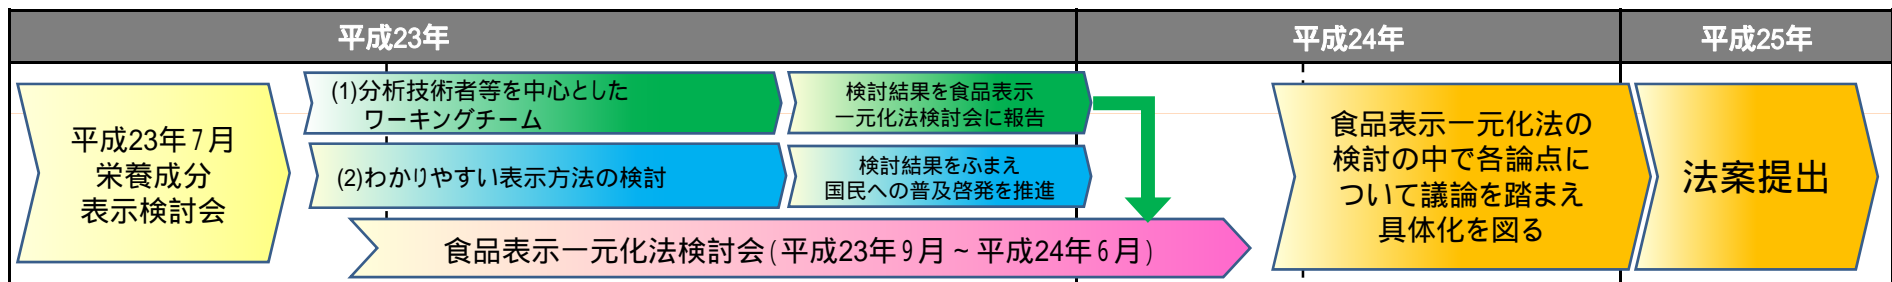 平成23年
平成24年
平成25年
平成23年7月
栄養成分
表示検討会
(1)分析技術者等を中心とした
ワーキングチーム
検討結果を食品表示
一元化法検討会に報告
(2)わかりやすい表示方法の検討
検討結果をふまえ
国民への普及啓発を推進
食品表示一元化法検討会(平成23年9月~平成24年6月)
食品表示一元化法の
検討の中で各論点に
ついて議論を踏まえ
具体化を図る
法案提出